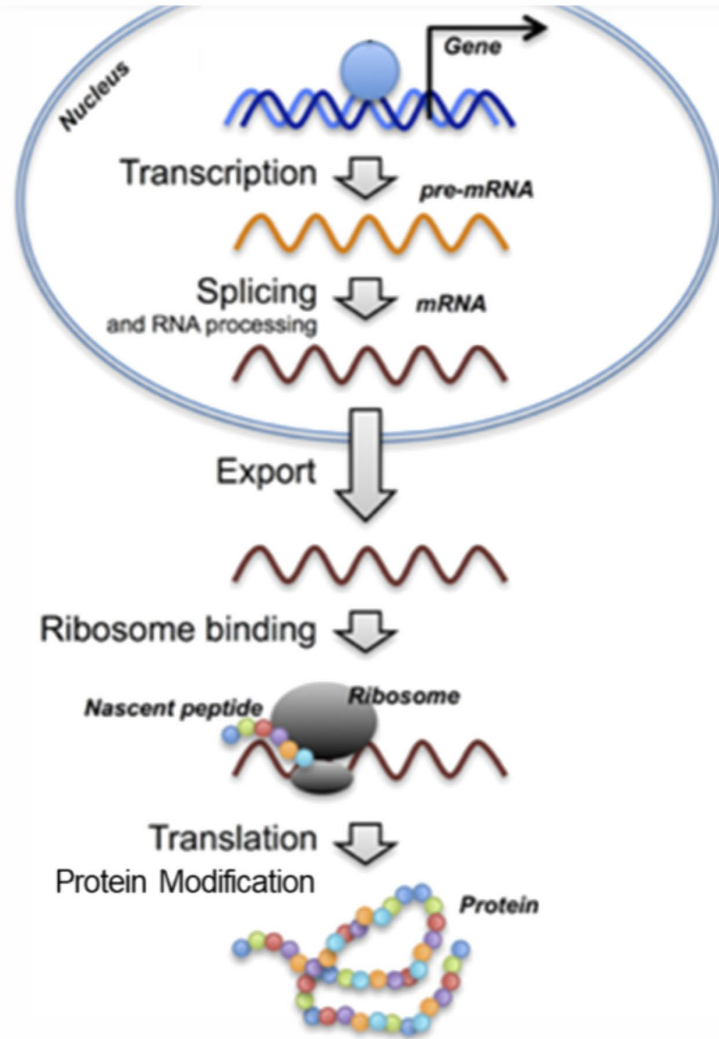 Gene
Nucleus
Transcription
pre-mRNA
Splicing
and RNA processing
mRNA
Export
Ribosome binding
Nascent peptide
Ribosome
Translation
Protein Modification
Protein